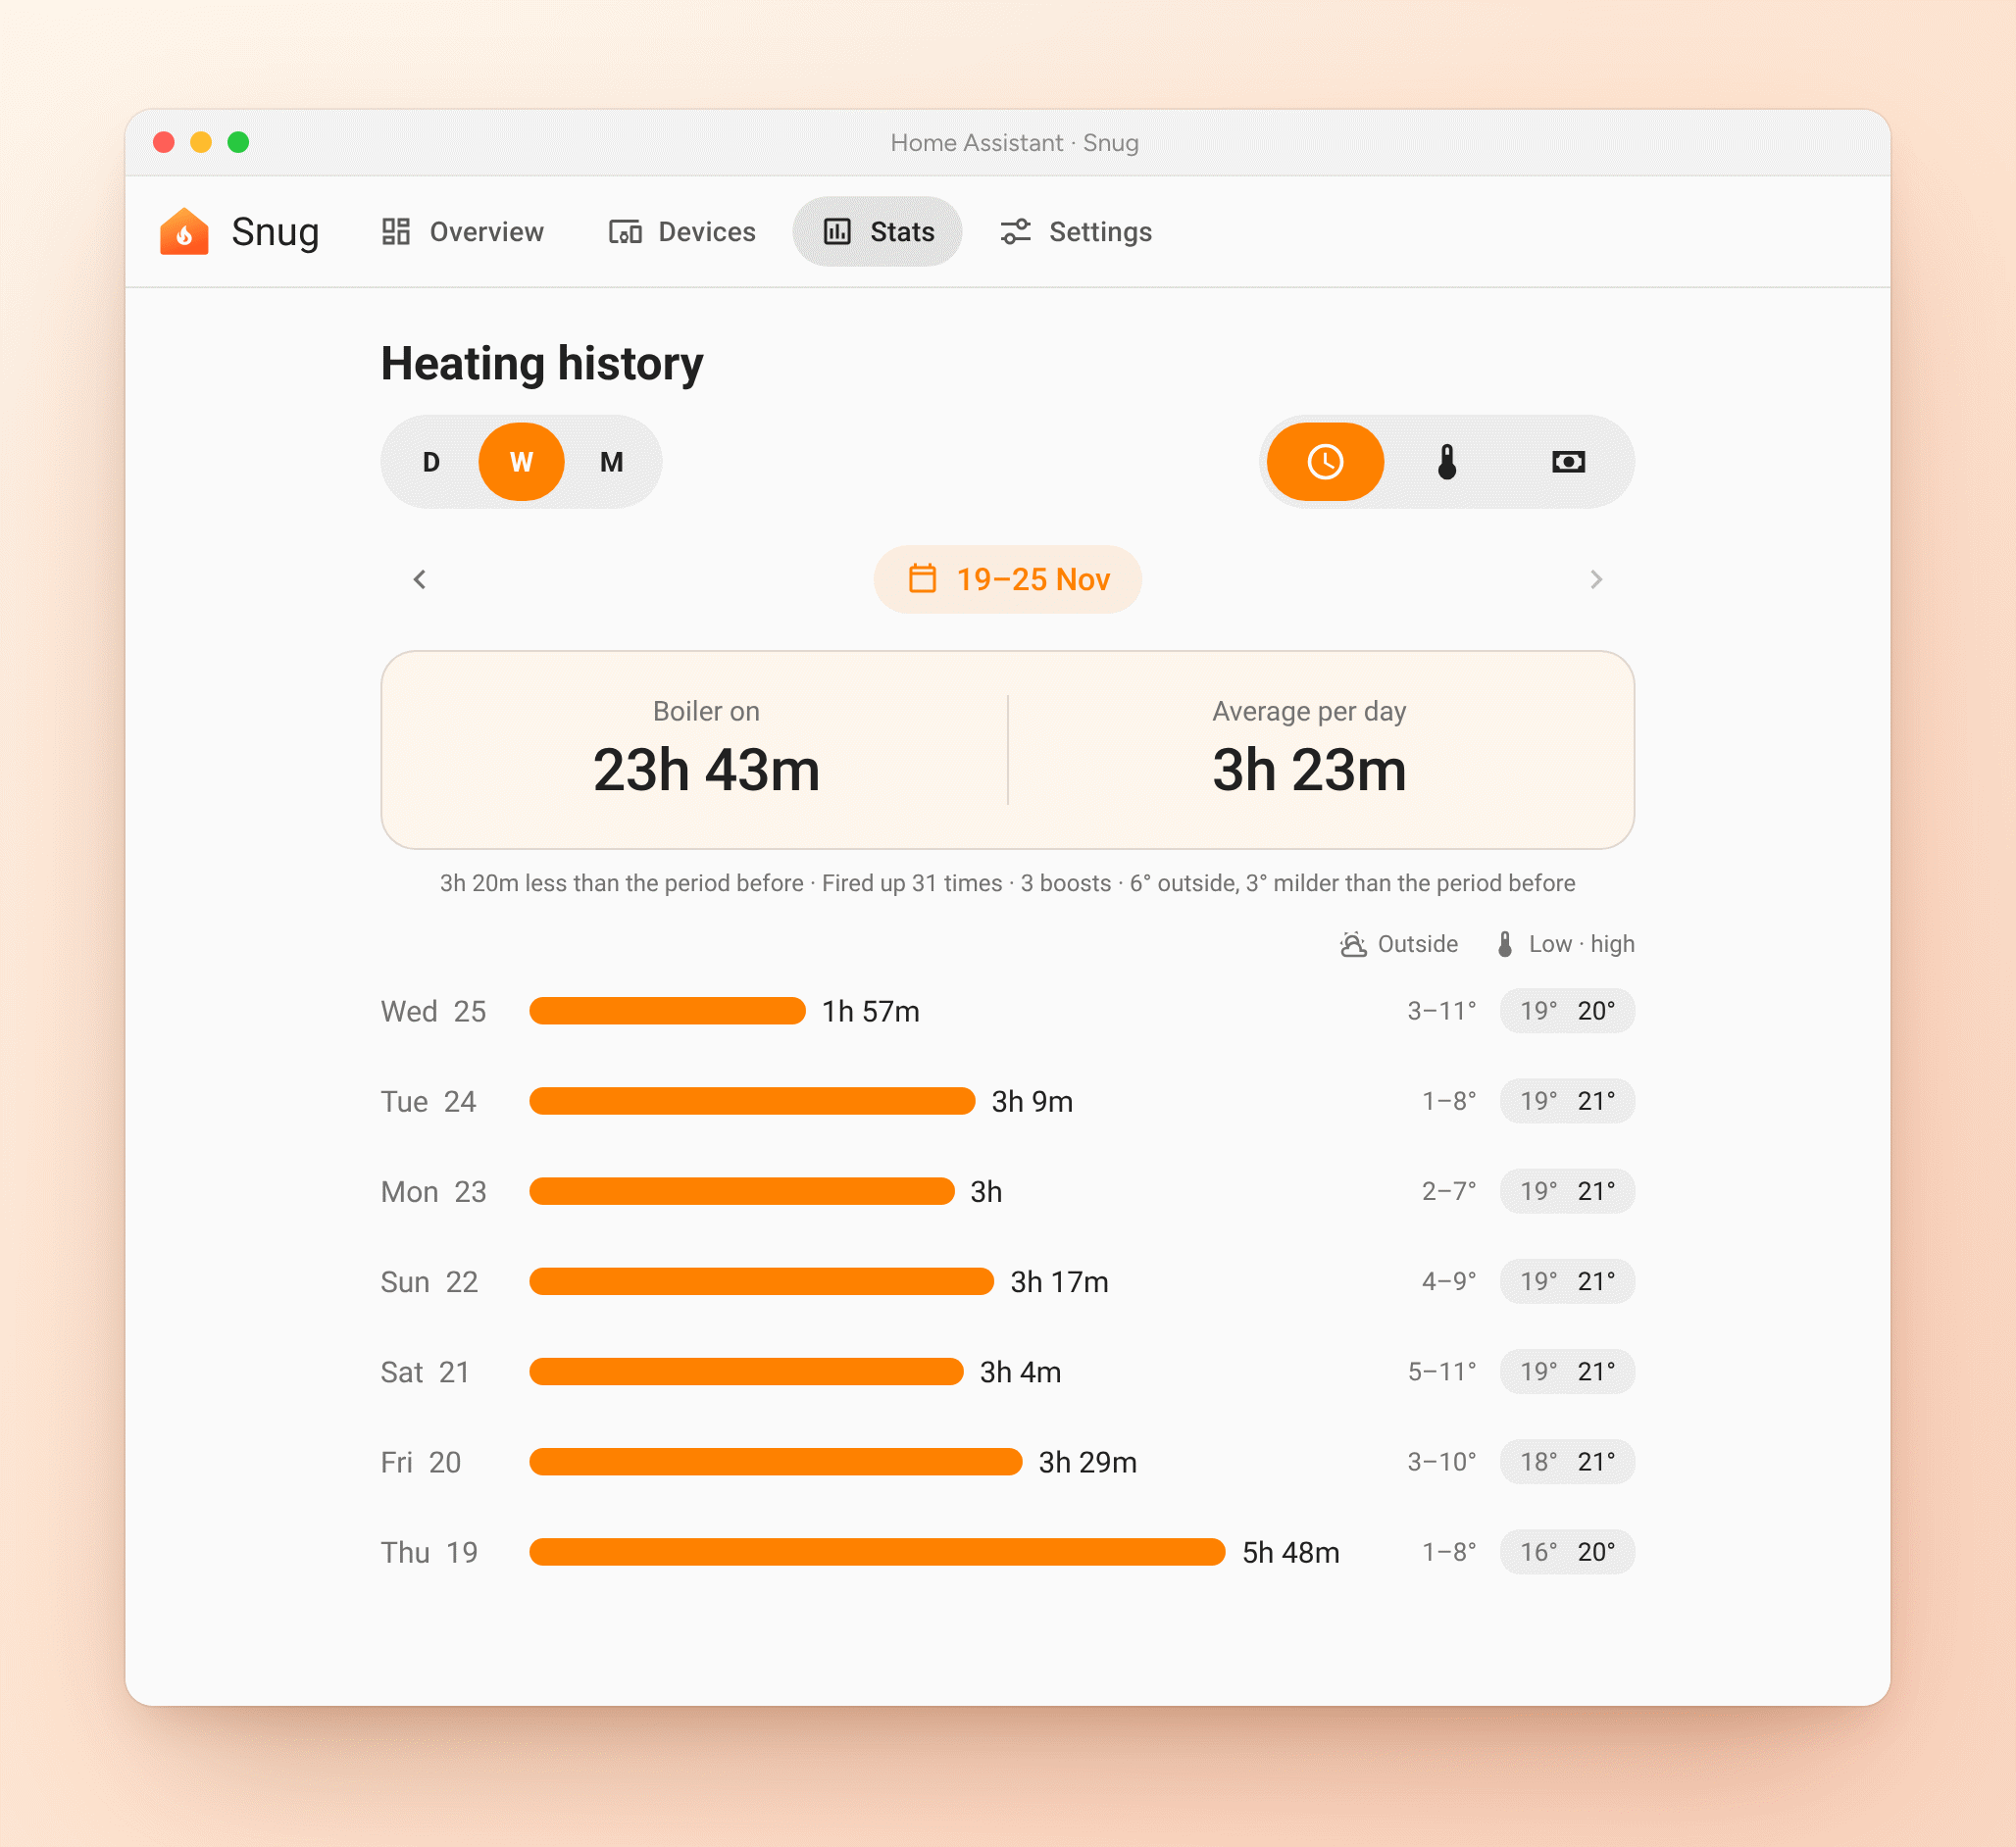 Home Assistant · Snug
Snug Overview Devices Stats Settings
Heating history
D W M
19–25 Nov
Boiler on Average per day
23h 43m 3h 23m
3h 20m less than the period before · Fired up 31 times · 3 boosts · 6° outside, 3° milder than the period before
Outside Low · high
Wed 25 1h 57m 3–11° 19° 20°
Tue 24 3h 9m 1–8° 19° 21°
Mon 23 3h 2–7° 19° 21°
Sun 22 3h 17m 4–9° 19° 21°
Sat 21 3h 4m 5–11° 19° 21°
Fri 20 3h 29m 3–10° 18° 21°
Thu 19 5h 48m 1–8° 16° 20°